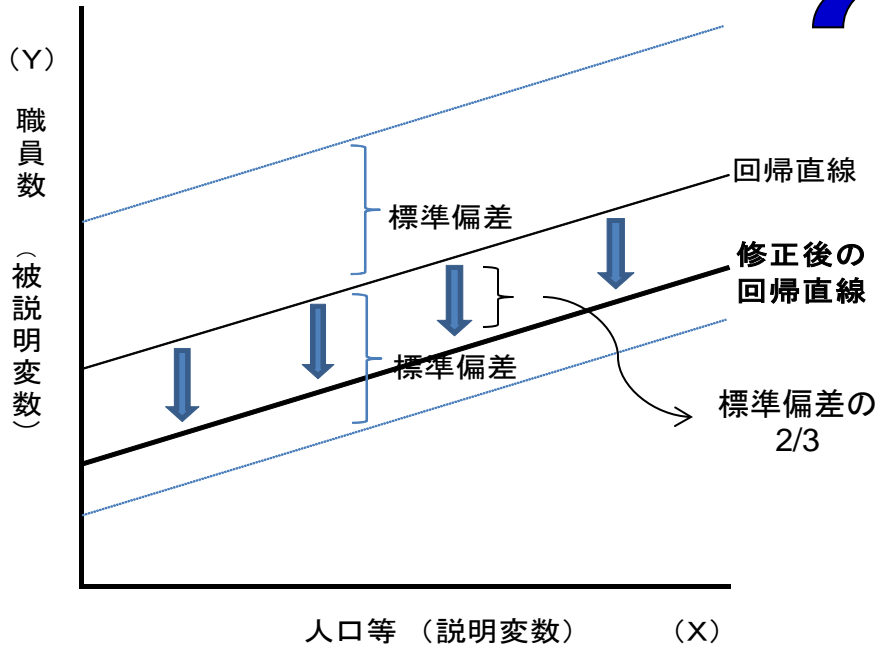 （Y）
職員数
（被説明変数）
標準偏差
回帰直線
修正後の
回帰直線
標準偏差
標準偏差の
2/3
人口等 （説明変数） （X）